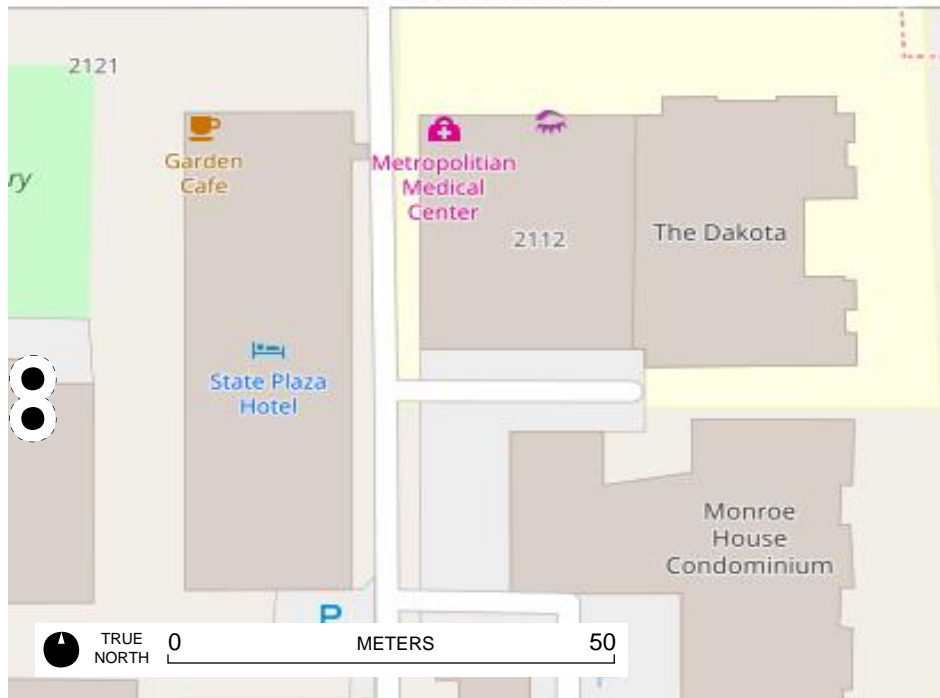 2121
Garden
Cafe
Metropolitian
Medical
Center
ry
2112
The Dakota
State Plaza
Hotel
Monroe
House
Condominium
P
TRUE
NORTH
0
METERS
50